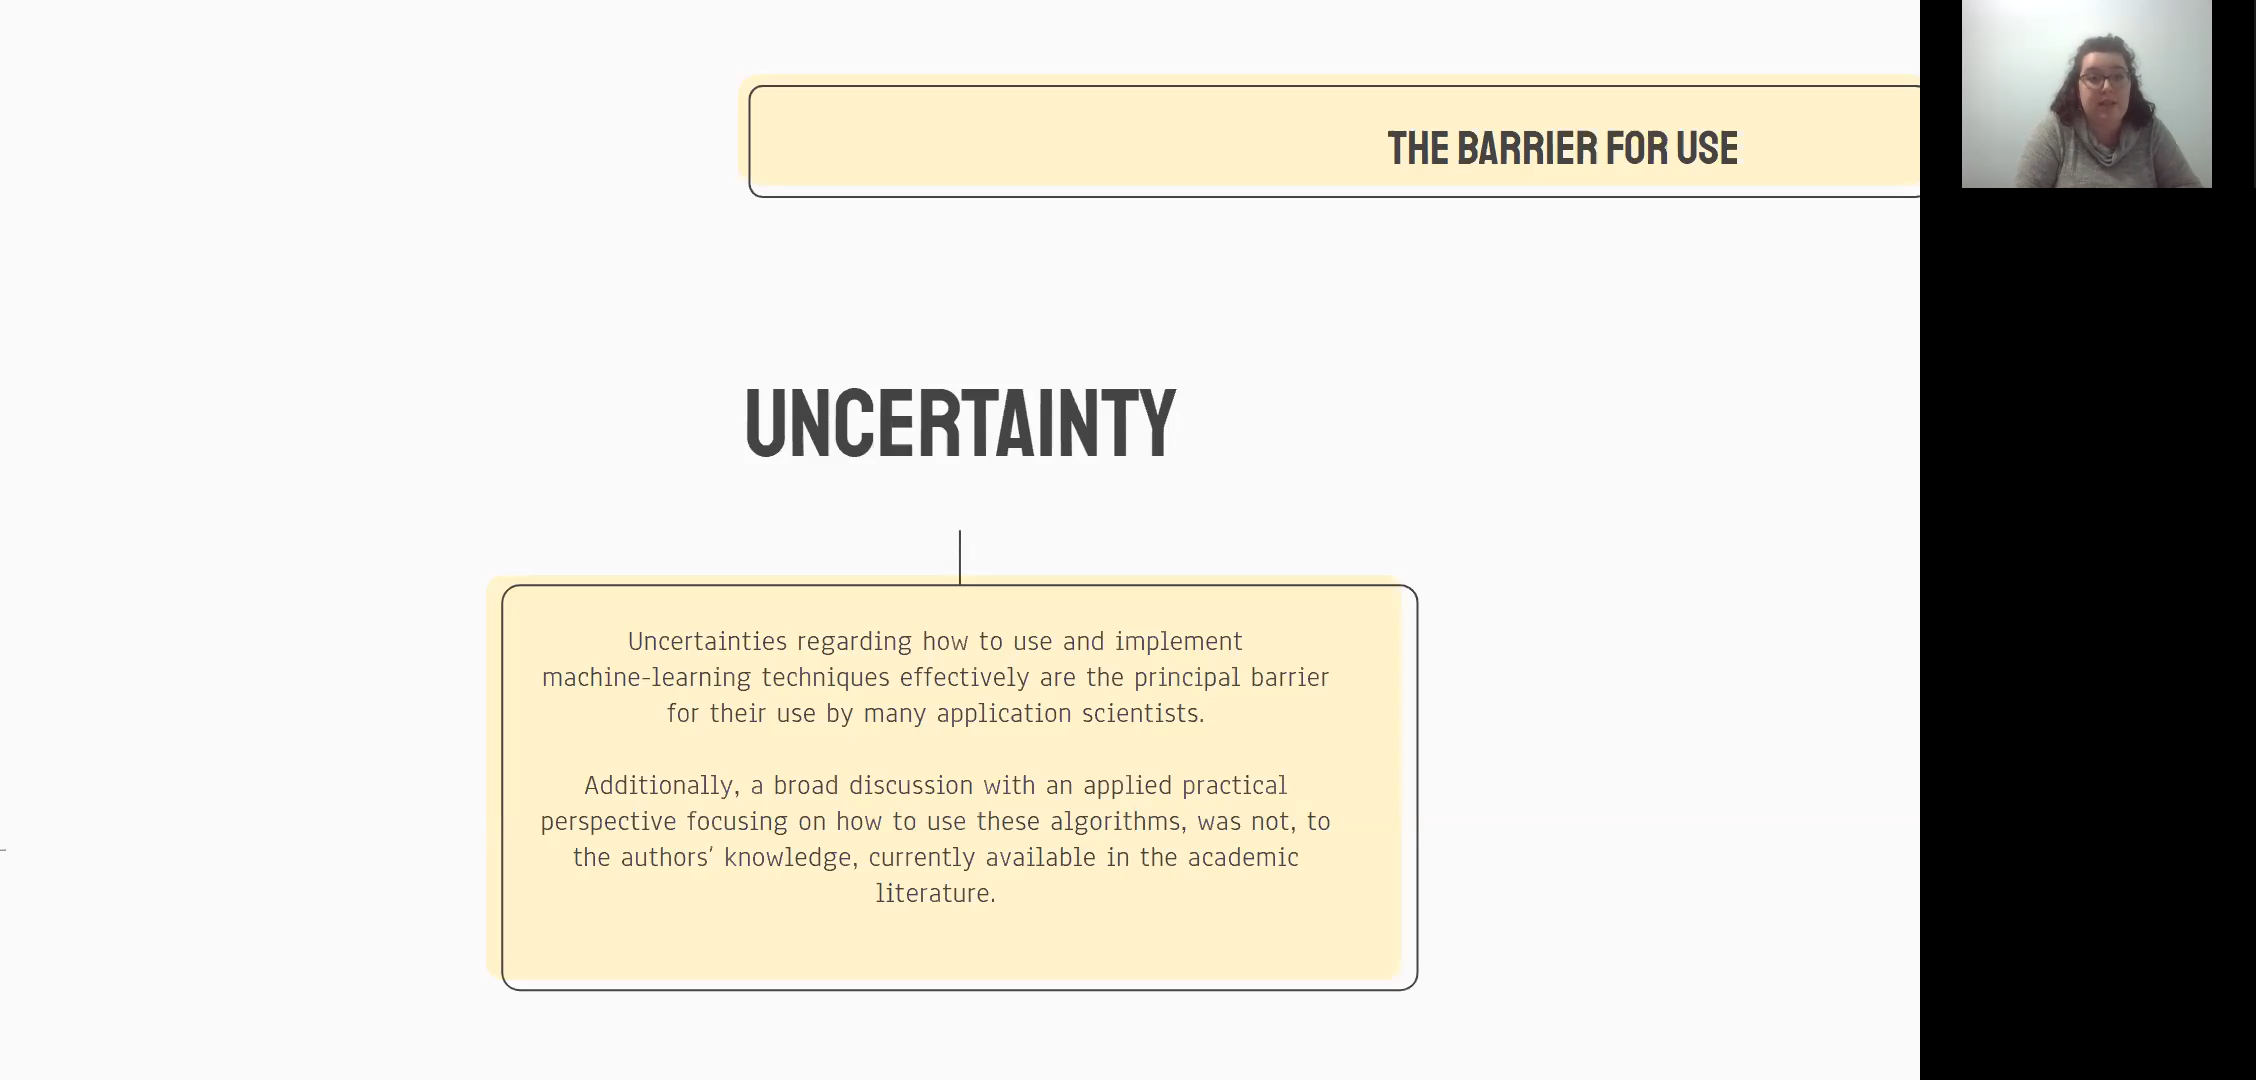 THE BARRIER FOR USE
UNCERTAINTY
Uncertainties regarding how to use and implement
machine-learning techniques effectively are the principal barrier
for their use by many application scientists.
Additionally, a broad discussion with an applied practical
perspective focusing on how to use these algorithms, was not, to
the authors' knowledge, currently available in the academic
literature.